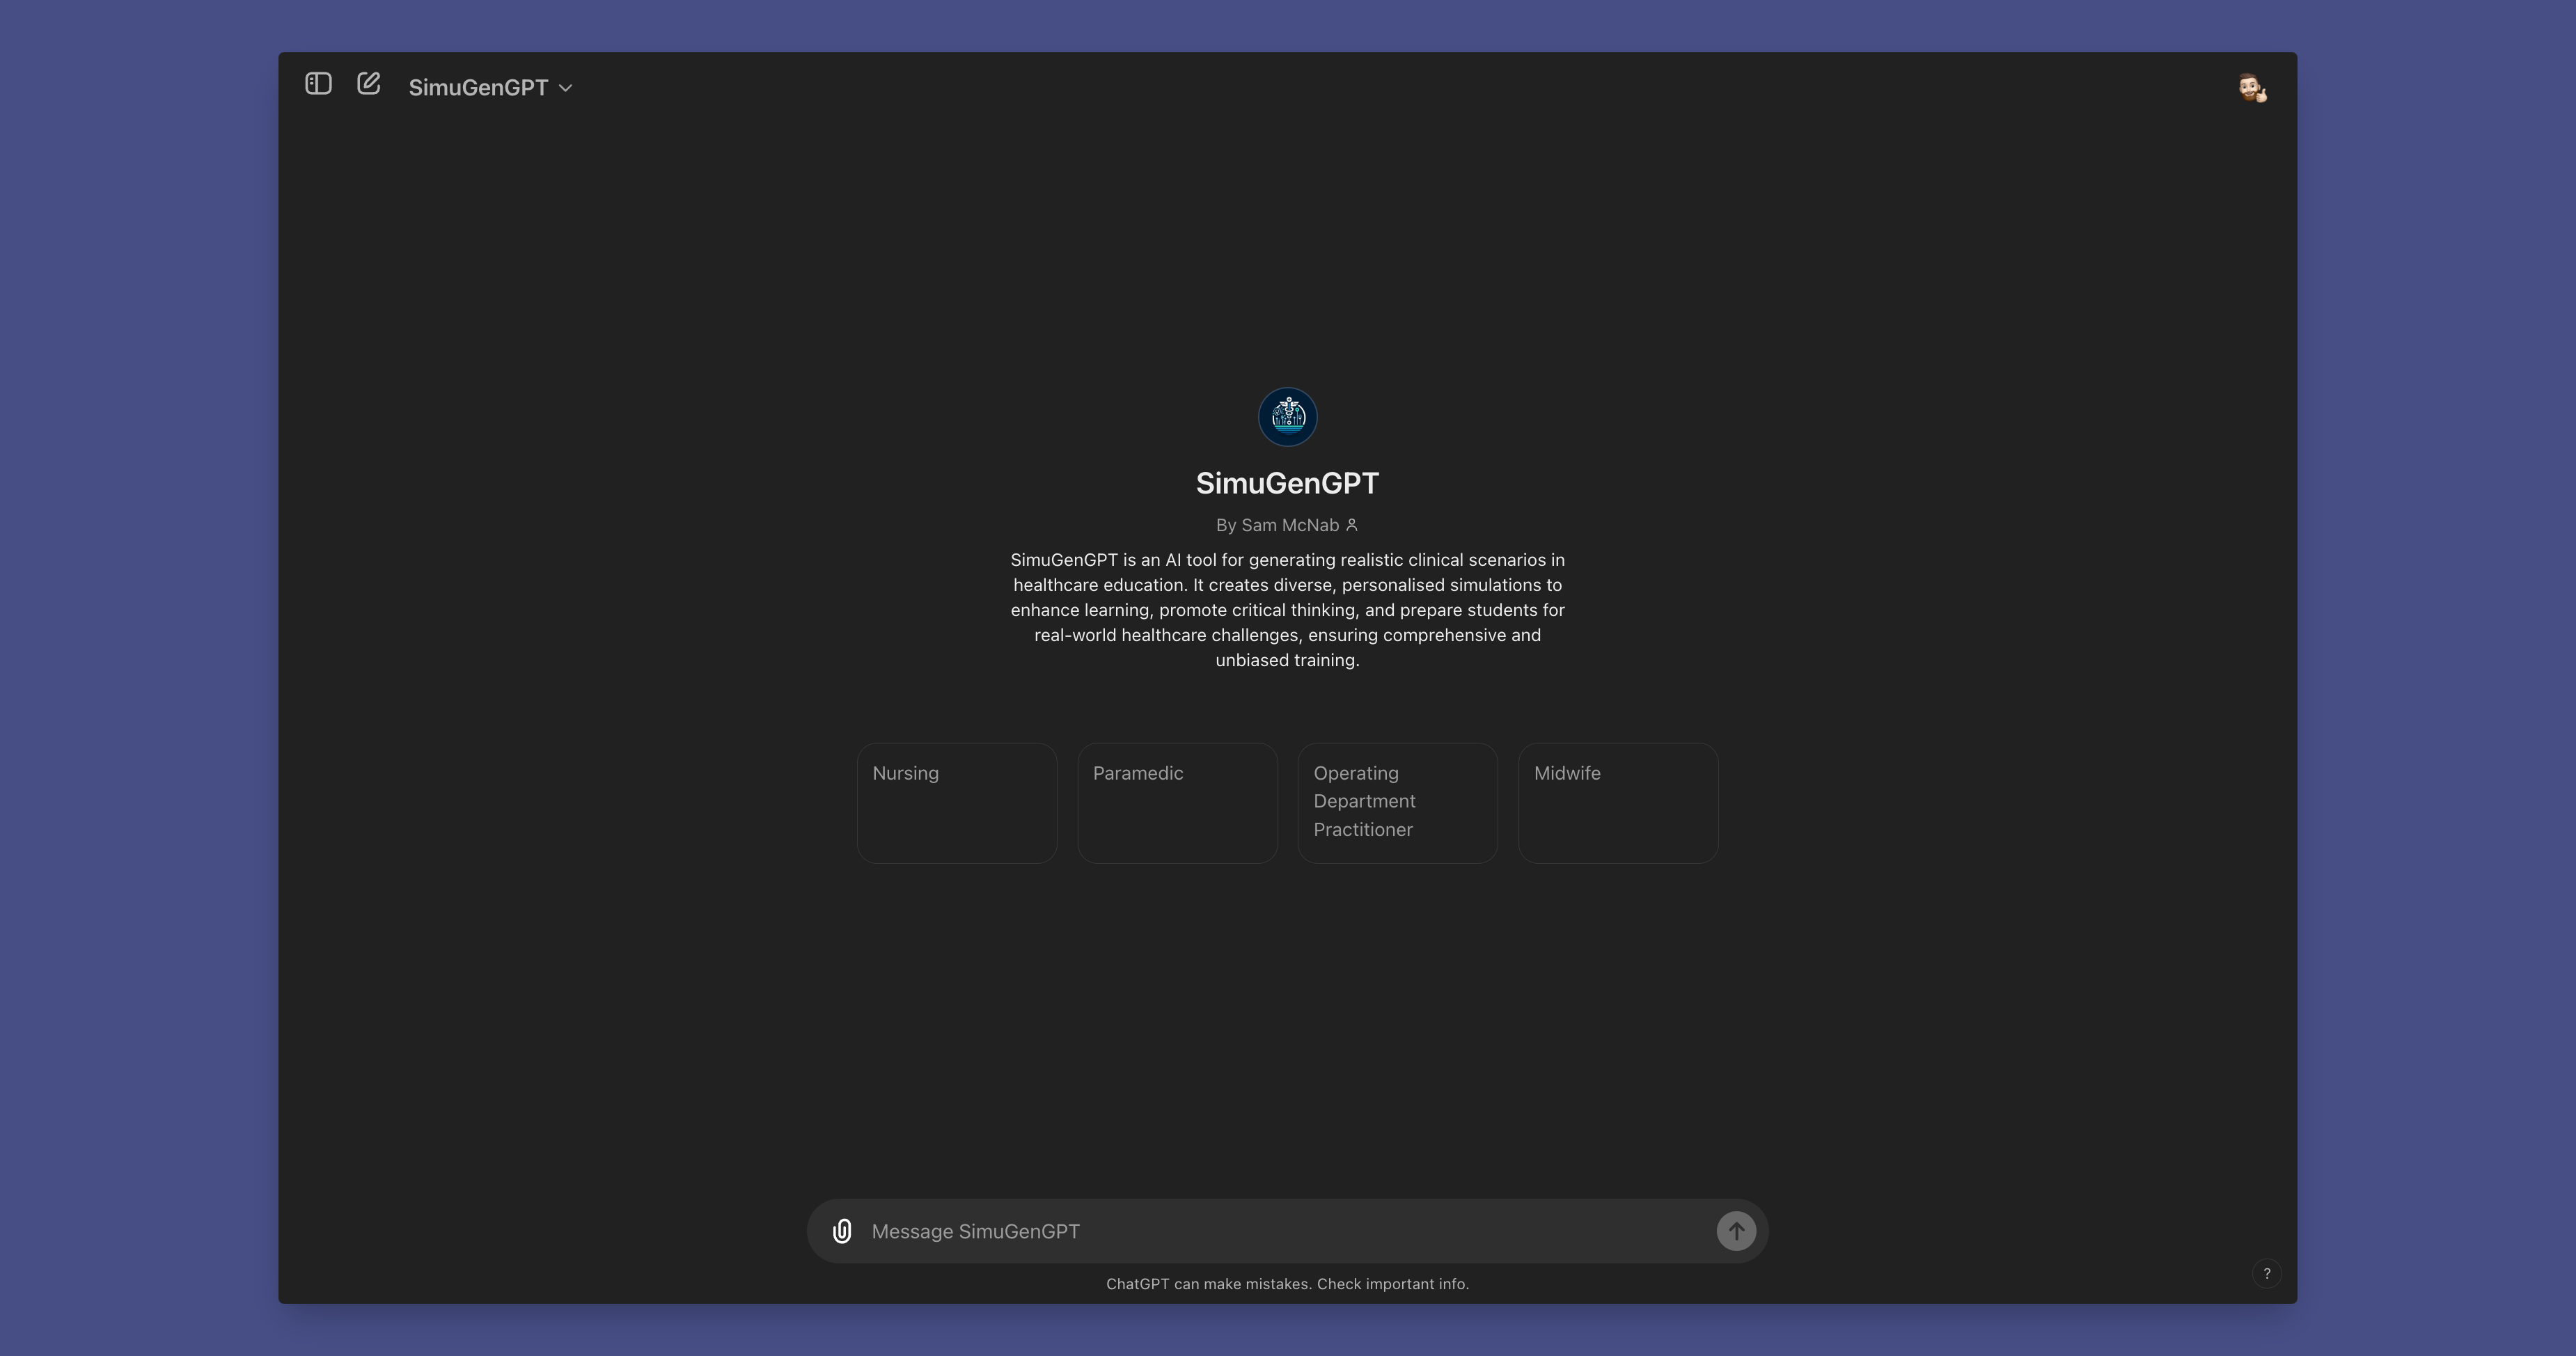 SimuGenGPT
SimuGenGPT
By Sam McNab
SimuGenGPT is an AI tool for generating realistic clinical scenarios in
healthcare education. It creates diverse, personalised simulations to
enhance learning, promote critical thinking, and prepare students for
real-world healthcare challenges, ensuring comprehensive and
unbiased training.
Nursing
Paramedic
Operating
Department
Practitioner
Midwife
Message SimuGenGPT
ChatGPT can make mistakes. Check important info.
?